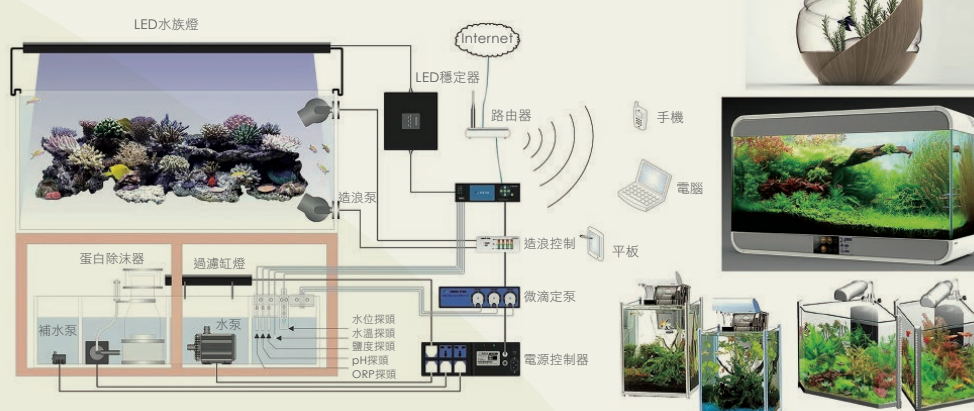 LED水族燈
Internet
LED穩定器
路由器
手機
電腦
造浪泵
造浪控制
平板
蛋白除沫器
過濾缸燈
微滴定泵
補水泵
水泵
水位探頭
水溫探頭
鹽度探頭
pH探頭
ORP探頭
電源控制器